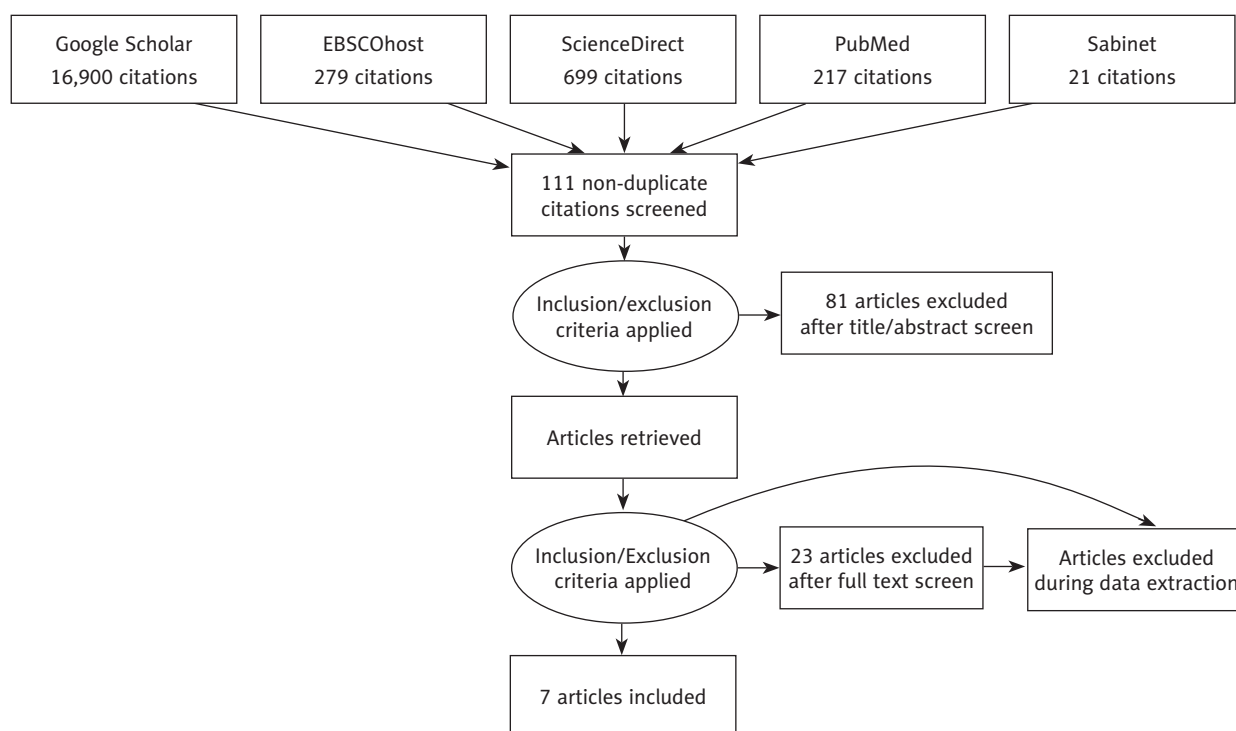 Google Scholar
16,900 citations
EBSCOhost
279 citations
ScienceDirect
699 citations
PubMed
217 citations
Sabinet
21 citations
111 non-duplicate
citations screened
Inclusion/exclusion
criteria applied
81 articles excluded
after title/abstract screen
Articles retrieved
Inclusion/Exclusion
criteria applied
23 articles excluded
after full text screen
Articles excluded
during data extraction
7 articles included